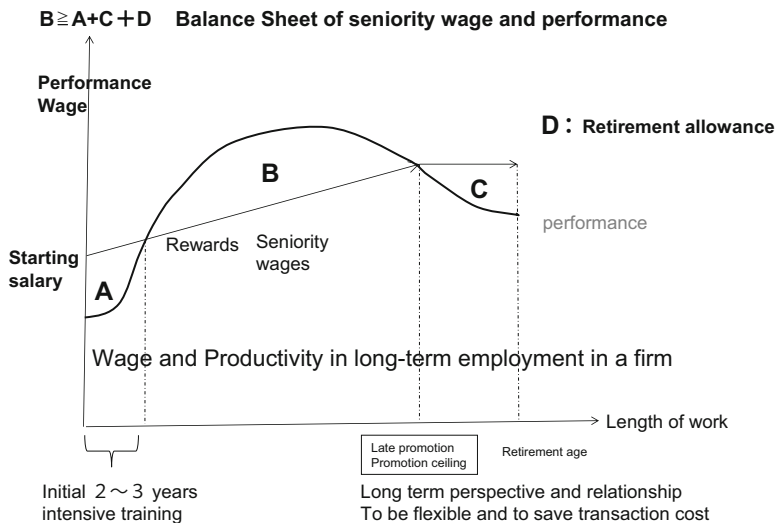 B≧A+C+D Balance Sheet of seniority wage and performance
Performance
Wage
D: Retirement allowance
B
C
performance
Rewards Seniority
wages
Starting
salary
A
Wage and Productivity in long-term employment in a firm
Length of work
Late promotion
Promotion ceiling
Retirement age
Initial 2～3 years
intensive training
Long term perspective and relationship
To be flexible and to save transaction cost